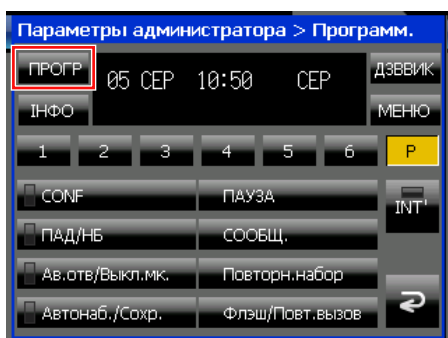 Параметры администратора > Программ.
ПРОГР 05 СЕР 10:50 СЕР ДЗВВИК
ІНФО МЕНЮ
1 2 3 4 5 6 P
CONF ПАУЗА INT'
ПАД/НБ СООБЩ.
Ав.отв/Выкл.мк. Повторн.набор
Автонаб./Сохр. Флэш/Повт.вызов